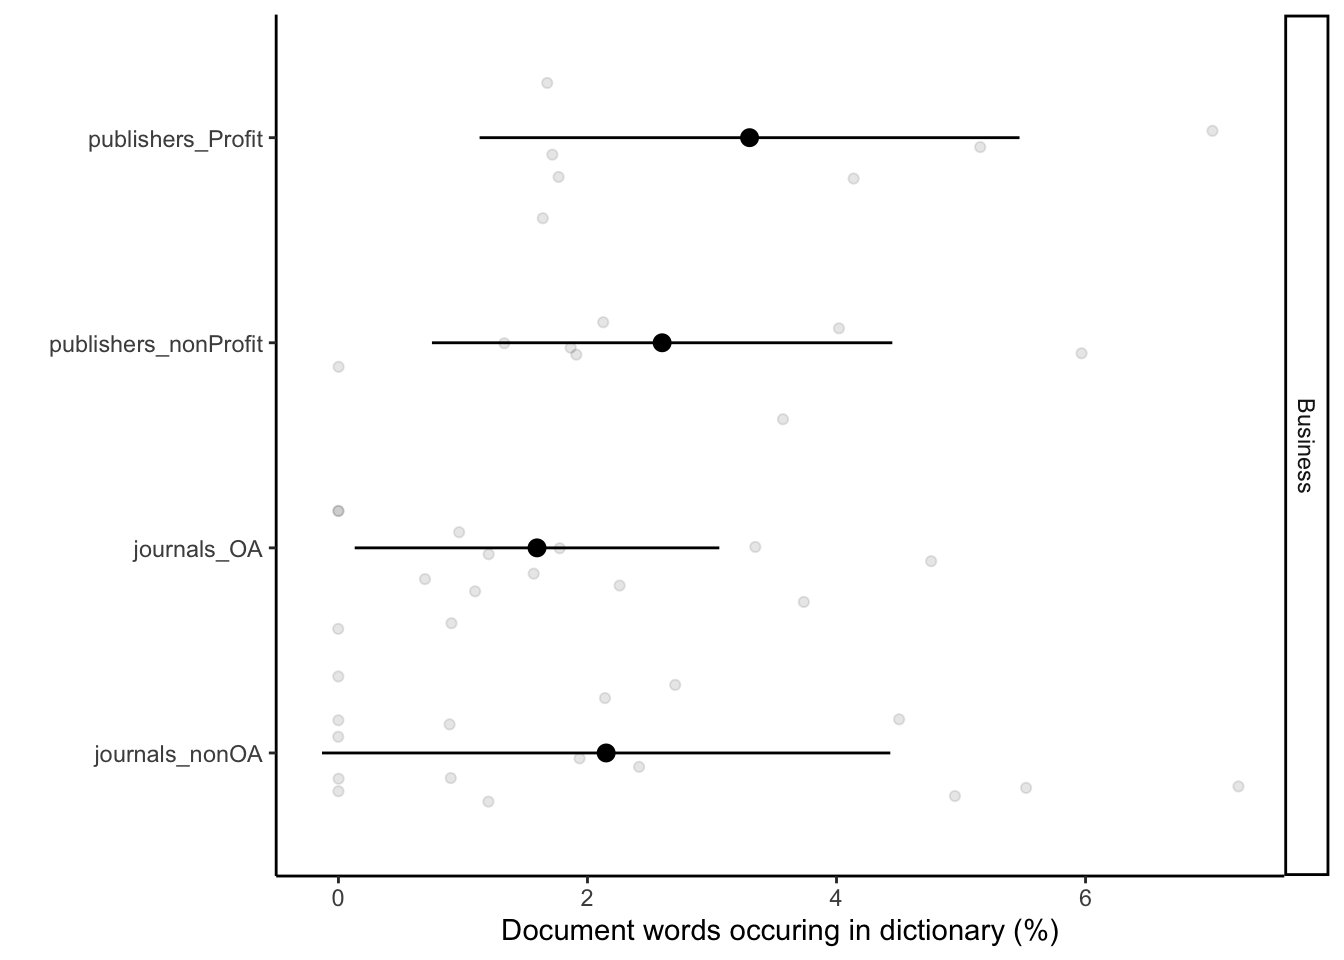 publishers_Profit
publishers_nonProfit
journals_OA
journals_nonOA
Business
0 2 4 6
Document words occuring in dictionary (%)